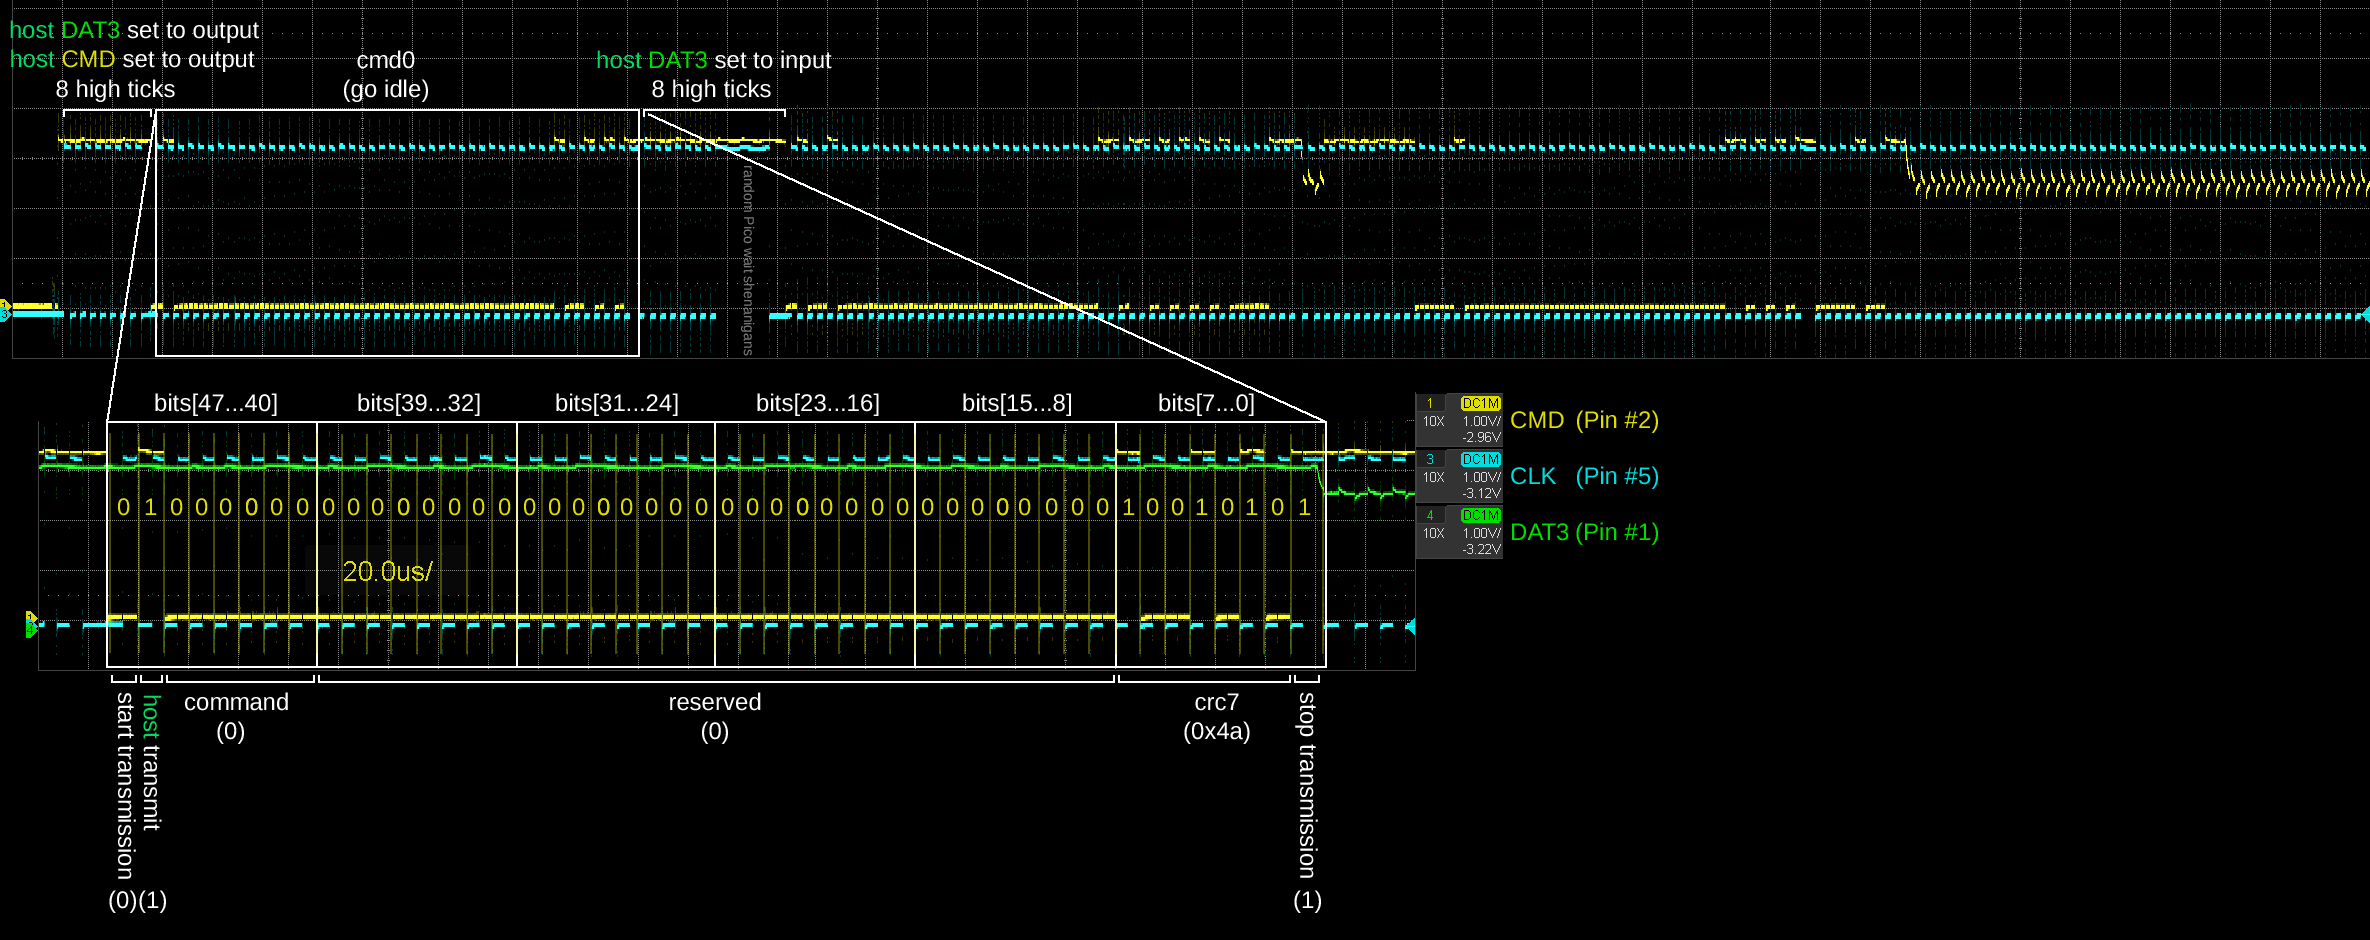 host DAT3 set to output
host CMD set to output
8 high ticks
cmd0
(go idle)
host DAT3 set to input
8 high ticks
random Pico wait shenanigans
1
3
bits[47...40]
bits[39...32]
bits[31...24]
bits[23...16]
bits[15...8]
bits[7...0]
0 1 0 0 0 0 0 0 0 0 0 0 0 0 0 0 0 0 0 0 0 0 0 0 0 0 0 0 0 0 0 0 0 0 0 0 0 0 0 0 1 0 0 1 0 1 0 1
20.0us/
1 DC1M
10X 1.00V/
-2.96V
CMD (Pin #2)
3 DC1M
10X 1.00V/
-3.12V
CLK (Pin #5)
4 DC1M
10X 1.00V/
-3.22V
DAT3 (Pin #1)
start transmission
(0)
host transmit
(1)
command
(0)
reserved
(0)
crc7
(0x4a)
stop transmission
(1)